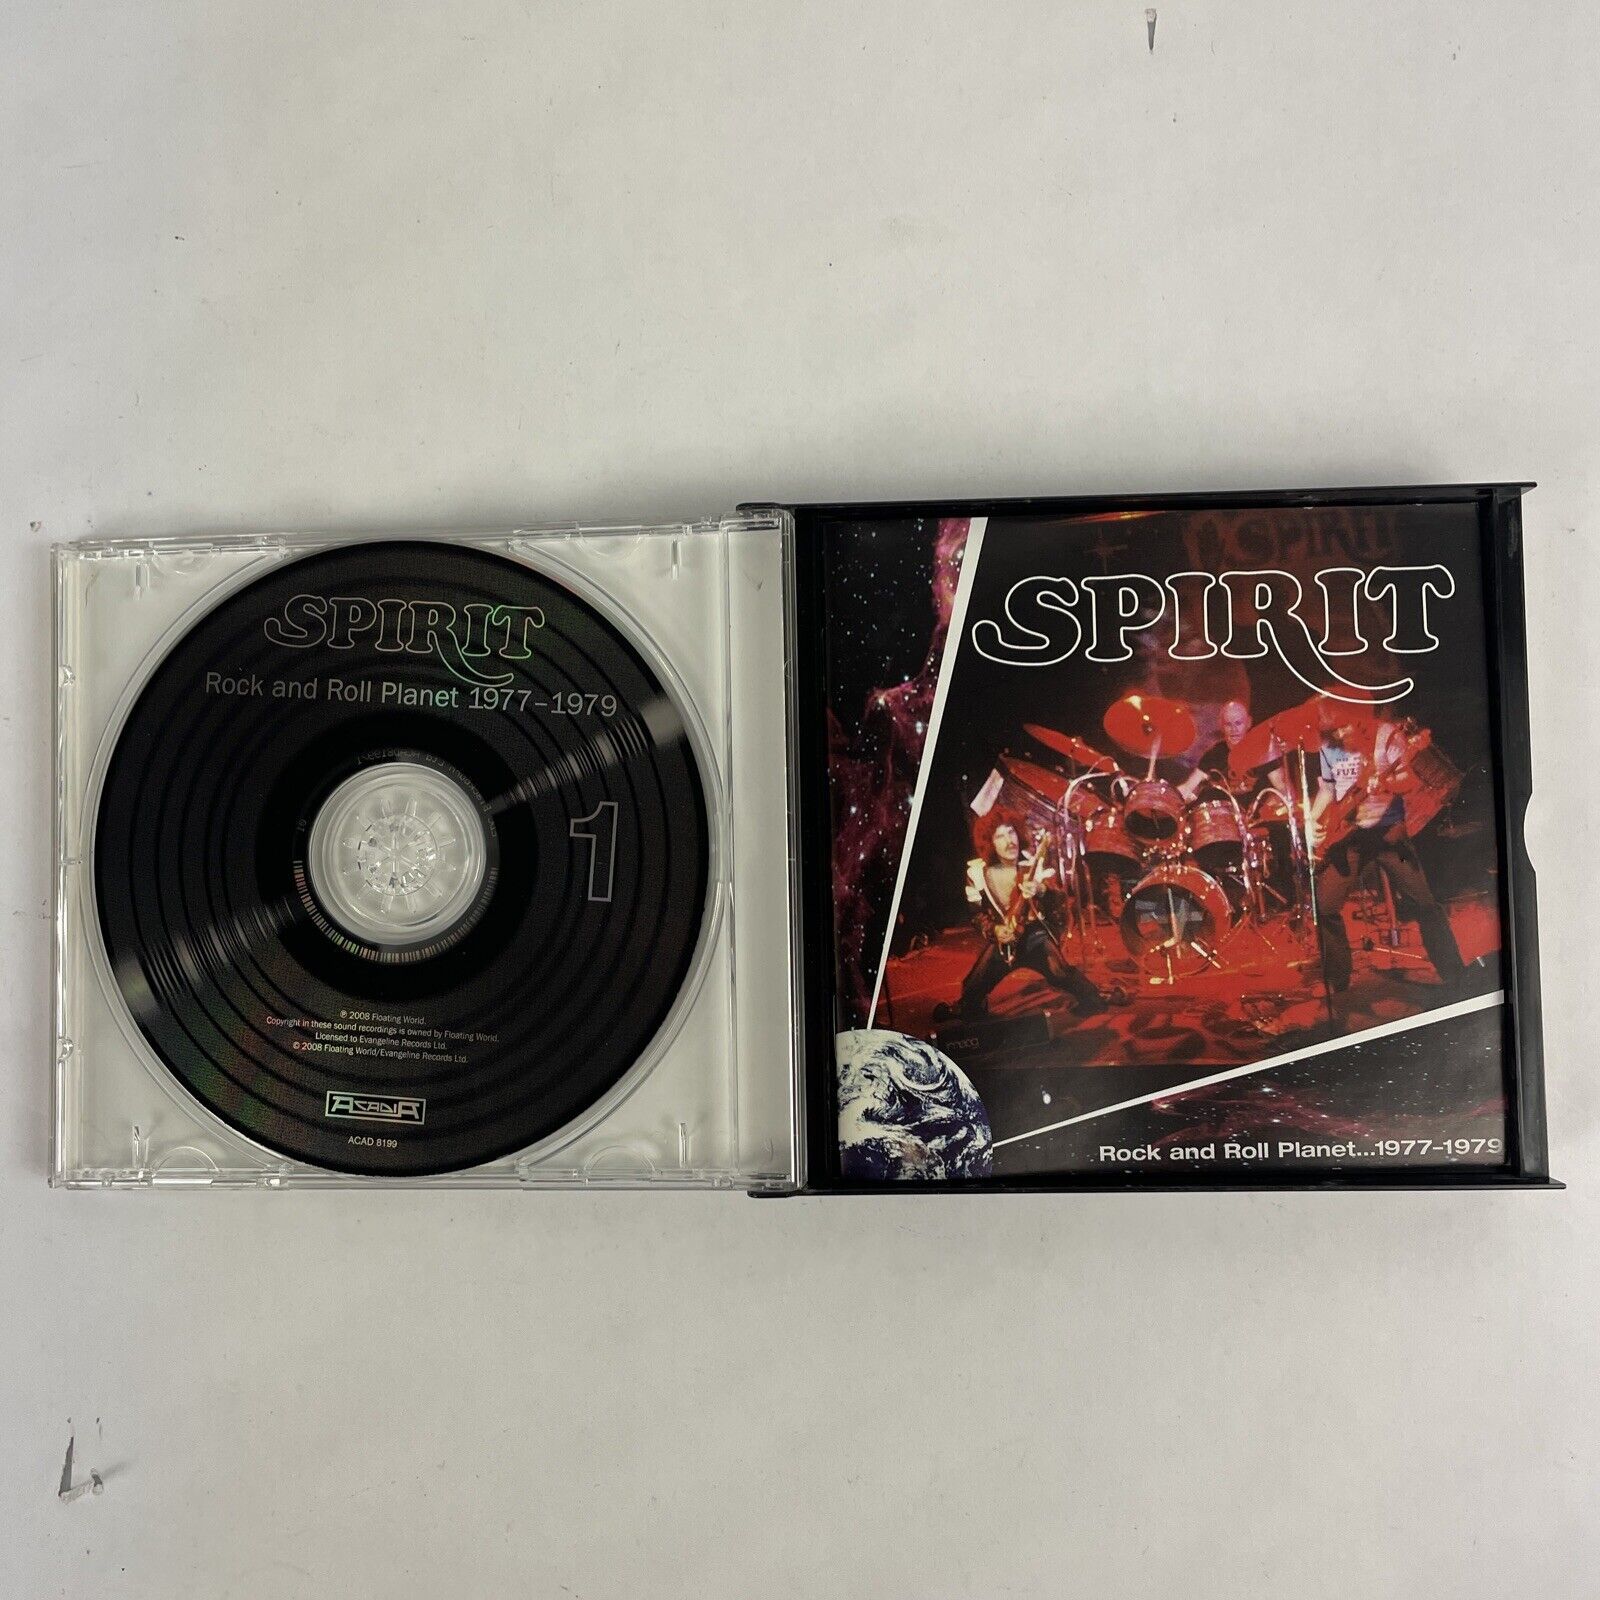 SPIRIT
Rock and Roll Planet 1977–1979
1
℗ 2008 Floating World.
Copyright in these sound recordings is owned by Floating World.
Licensed to Evangeline Records Ltd.
© 2008 Floating World/Evangeline Records Ltd.
ACADIA
ACAD 8199
SPIRIT
SPIRIT
FUZZ
moog
Rock and Roll Planet...1977–1979